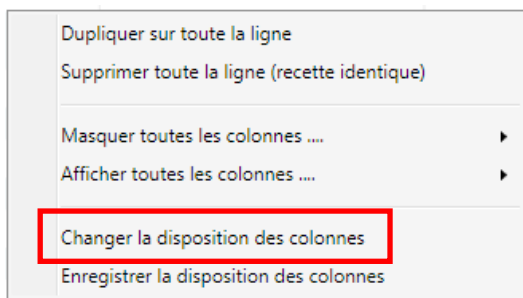 Dupliquer sur toute la ligne
Supprimer toute la ligne (recette identique)
Masquer toutes les colonnes ....
Afficher toutes les colonnes ....
Changer la disposition des colonnes
Enregistrer la disposition des colonnes